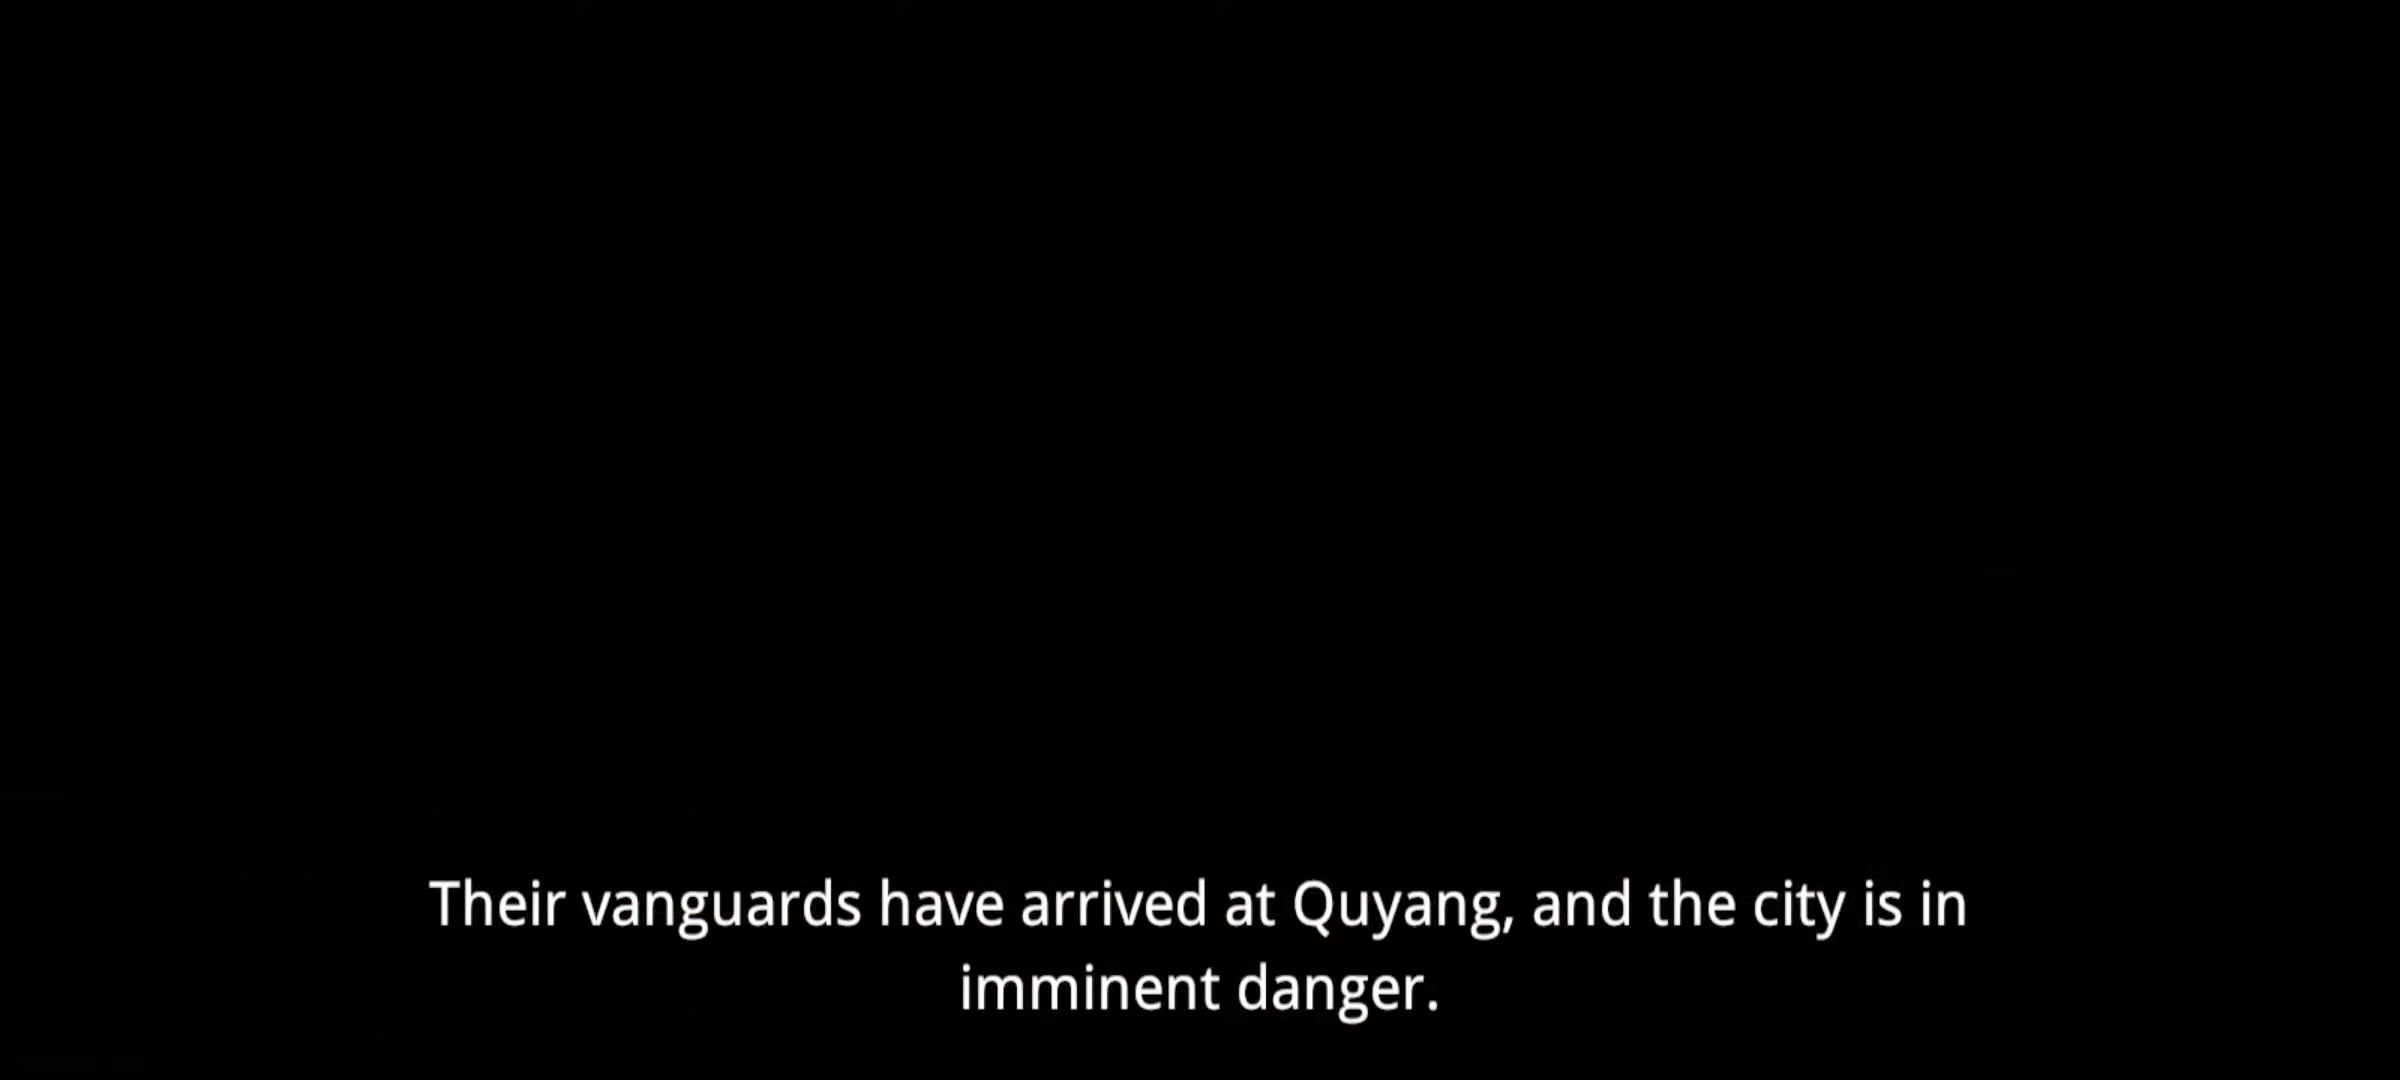 Their vanguards have arrived at Quyang, and the city is in
imminent danger.